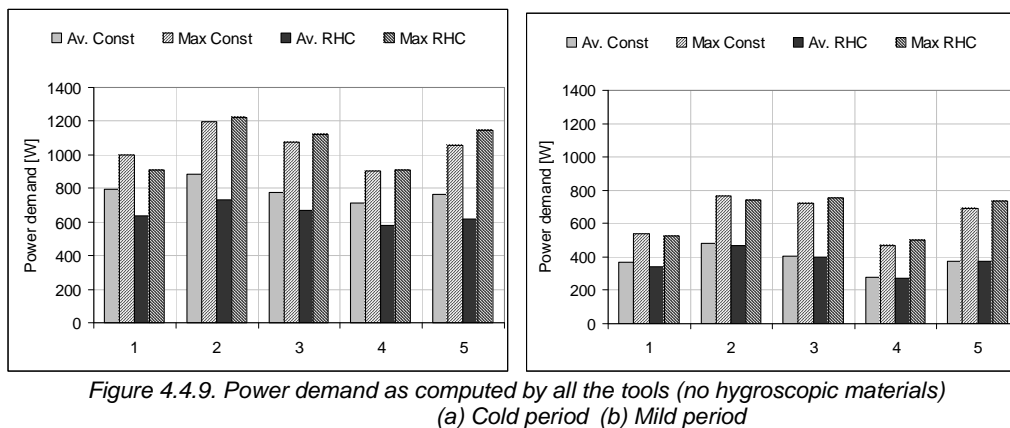 Av. Const Max Const Av. RHC Max RHC
1400
1200
1000
800
600
400
200
0
Power demand [W]
1 2 3 4 5
Av. Const Max Const Av. RHC Max RHC
1400
1200
1000
800
600
400
200
0
Power demand [W]
1 2 3 4 5
Figure 4.4.9. Power demand as computed by all the tools (no hygroscopic materials)
(a) Cold period (b) Mild period